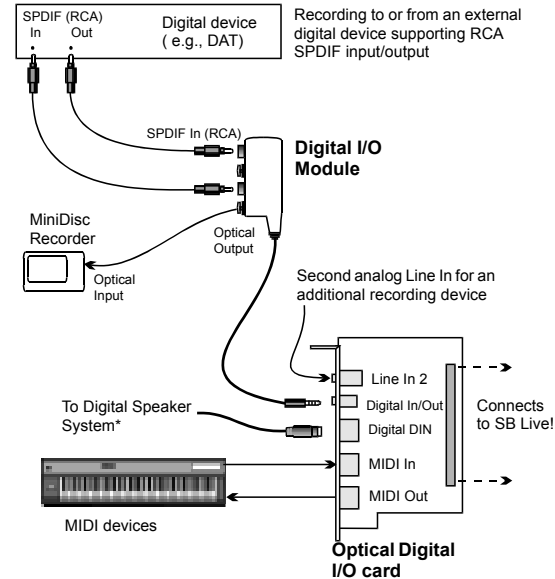 SPDIF (RCA)
In
Out
Digital device
( e.g., DAT)
Recording to or from an external
digital device supporting RCA
SPDIF input/output
SPDIF In (RCA)
Digital I/O
Module
MiniDisc
Recorder
Optical
Output
Optical
Input
Second analog Line In for an
additional recording device
Line In 2
Digital In/Out
Digital DIN
MIDI In
MIDI Out
Connects
to SB Live!
To Digital Speaker
System*
MIDI devices
Optical Digital
I/O card